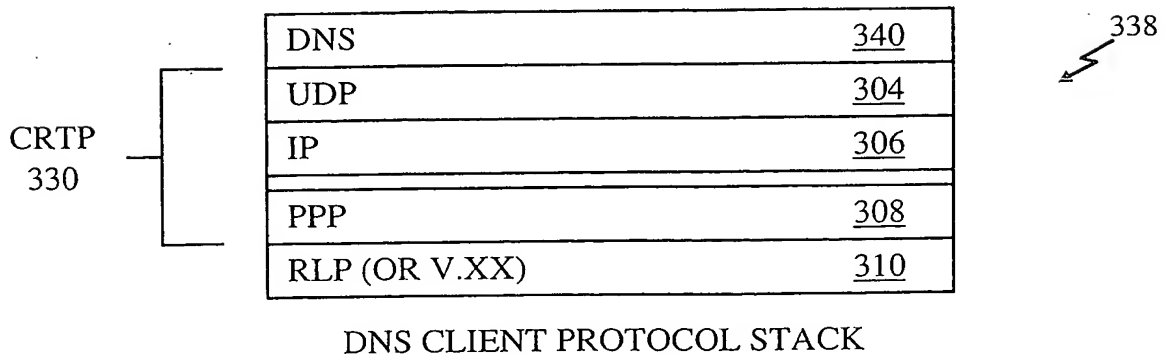 338
DNS 340
UDP 304
CRTP
330
IP 306
PPP 308
RLP (OR V.XX) 310
DNS CLIENT PROTOCOL STACK